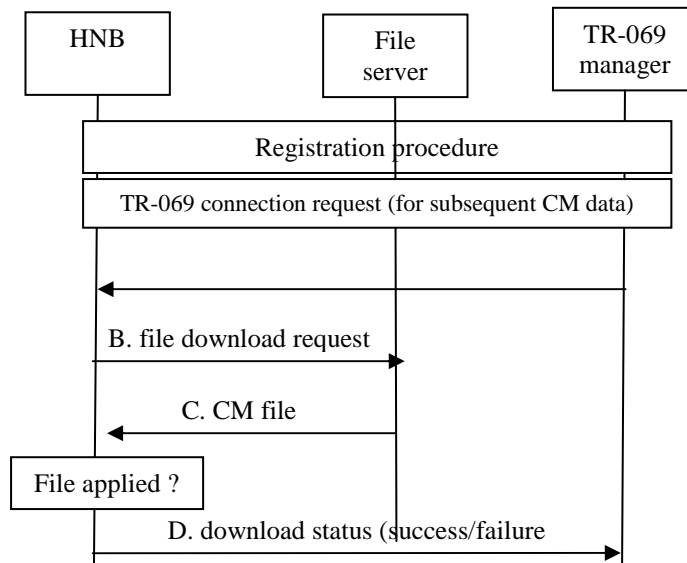 HNB
File
server
TR-069
manager
Registration procedure
TR-069 connection request (for subsequent CM data)
B. file download request
C. CM file
File applied ?
D. download status (success/failure